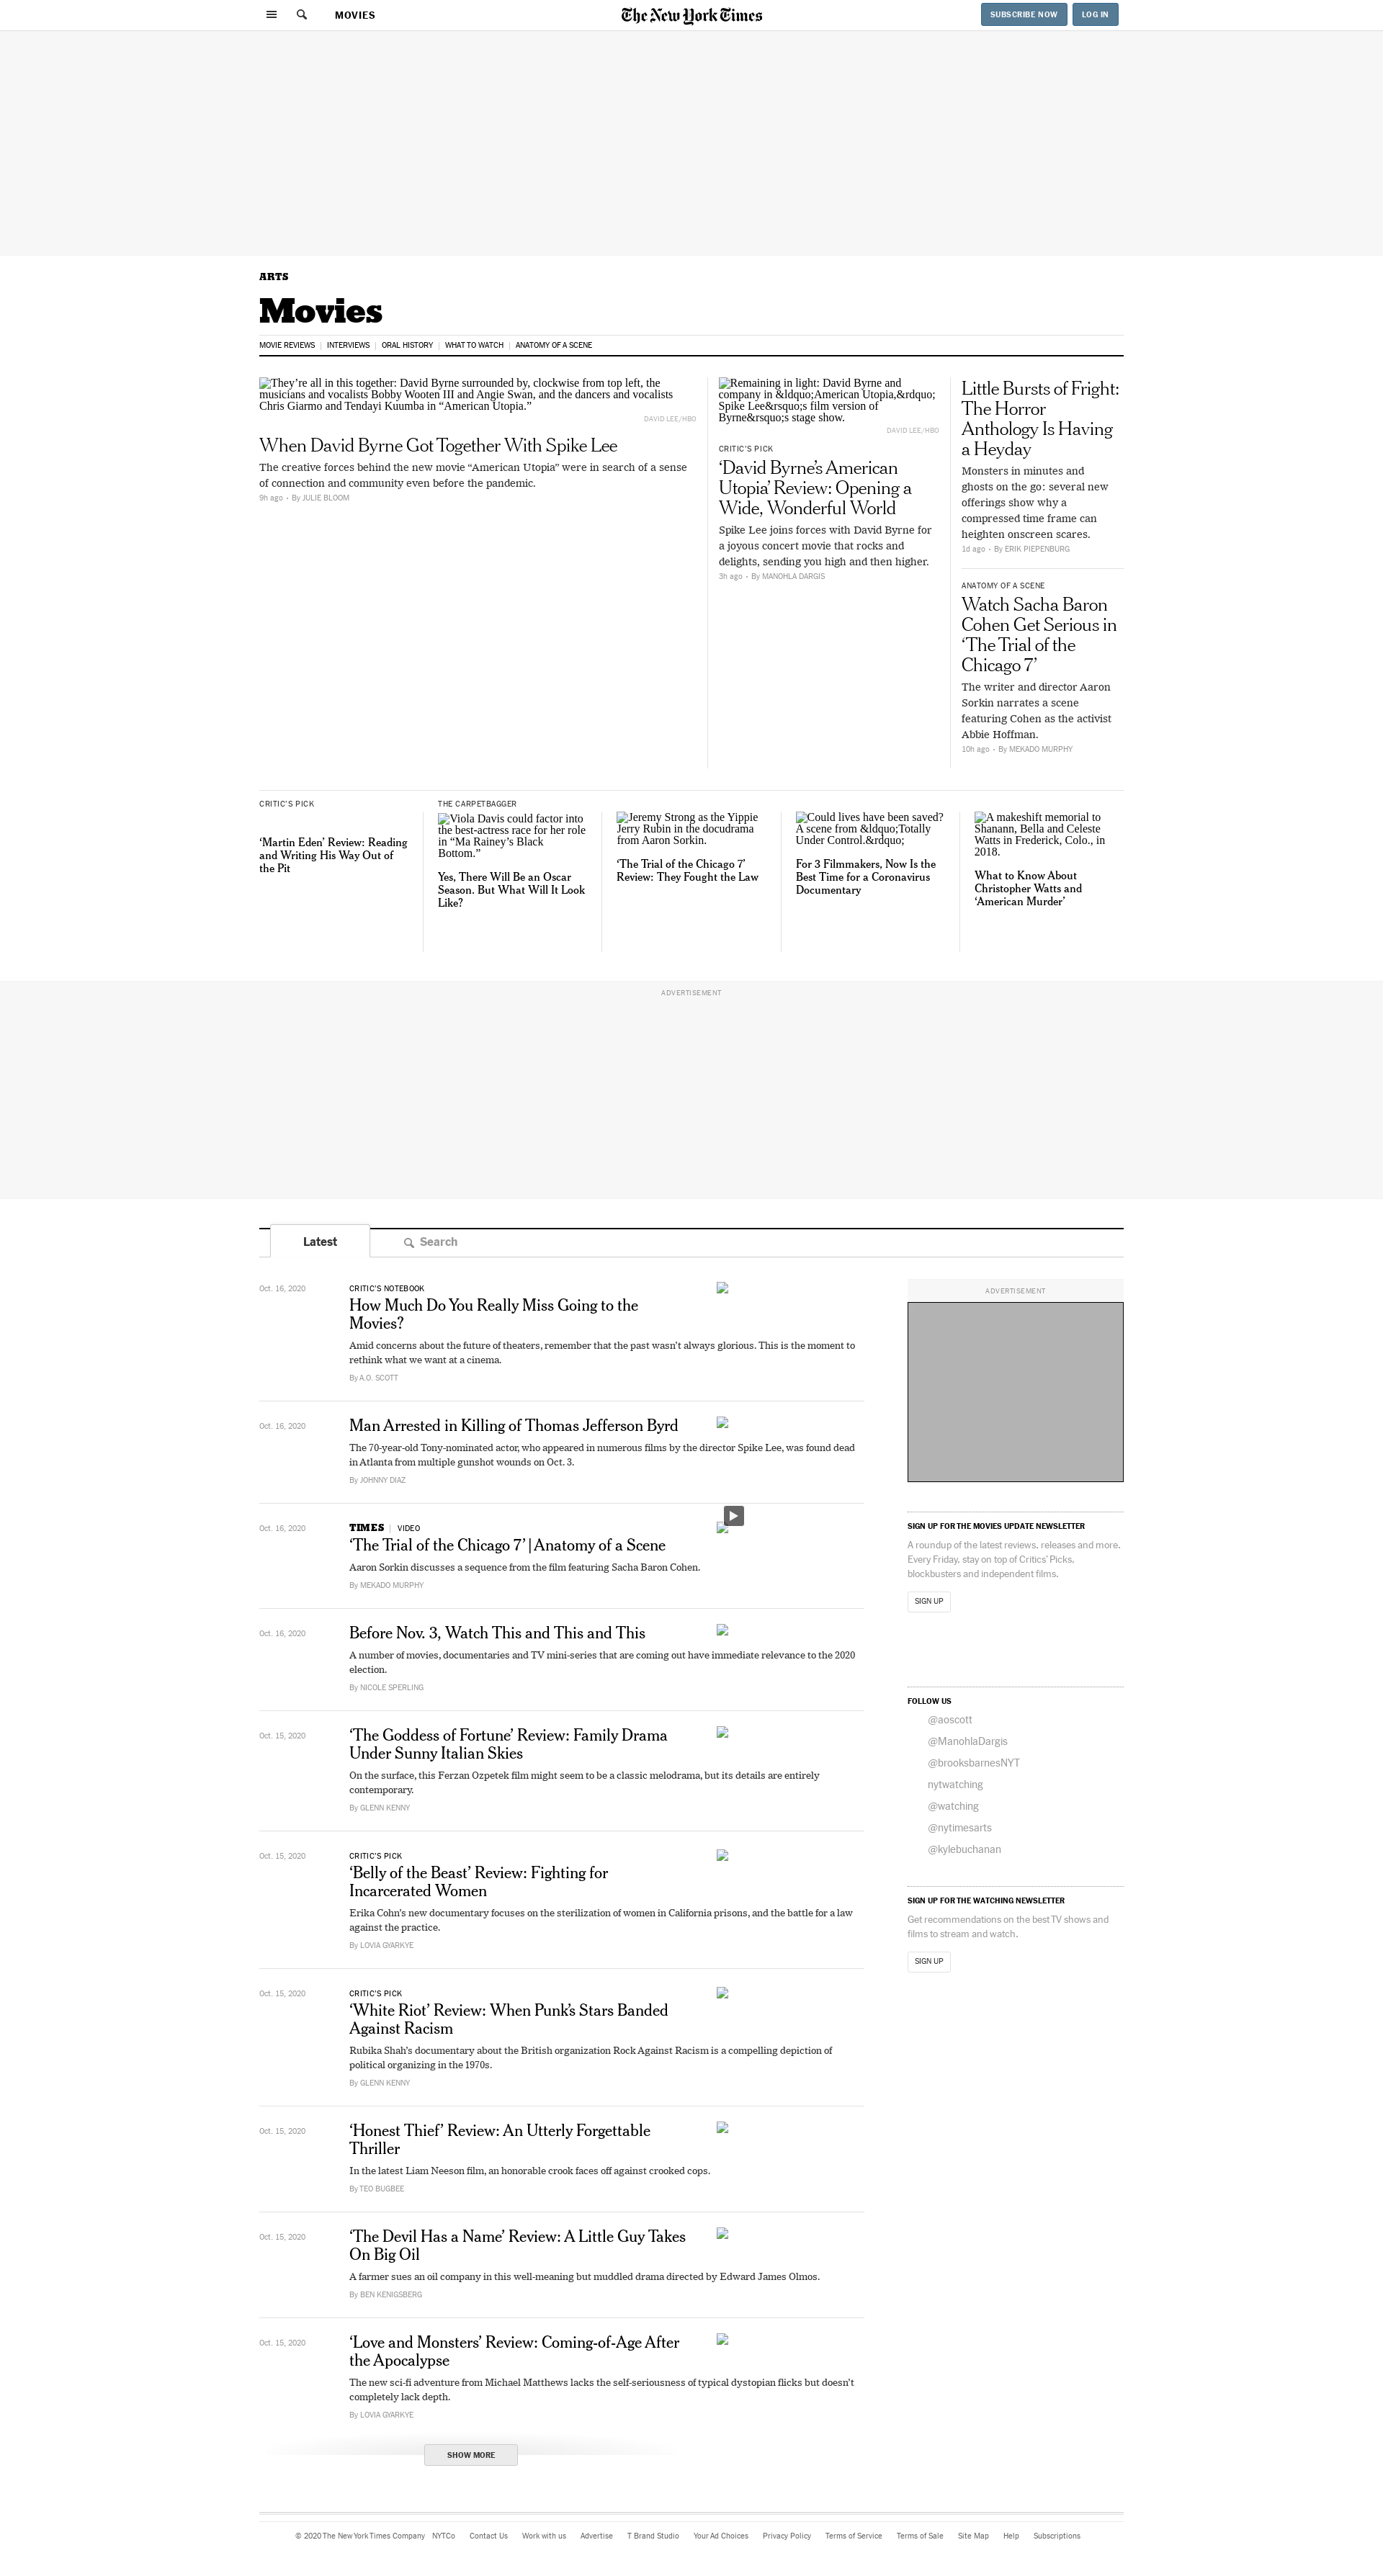 MOVIES
The New York Times
SUBSCRIBE NOW
LOG IN
ARTS
Movies
MOVIE REVIEWS | INTERVIEWS | ORAL HISTORY | WHAT TO WATCH | ANATOMY OF A SCENE
They’re all in this together: David Byrne surrounded by, clockwise from top left, the
musicians and vocalists Bobby Wooten III and Angie Swan, and the dancers and vocalists
Chris Giarmo and Tendayi Kuumba in “American Utopia.”
DAVID LEE/HBO
When David Byrne Got Together With Spike Lee
The creative forces behind the new movie “American Utopia” were in search of a sense
of connection and community even before the pandemic.
9h ago • By JULIE BLOOM
Remaining in light: David Byrne and
company in &ldquo;American Utopia,&rdquo;
Spike Lee&rsquo;s film version of
Byrne&rsquo;s stage show.
DAVID LEE/HBO
CRITIC’S PICK
‘David Byrne’s American
Utopia’ Review: Opening a
Wide, Wonderful World
Spike Lee joins forces with David Byrne for
a joyous concert movie that rocks and
delights, sending you high and then higher.
3h ago • By MANOHLA DARGIS
Little Bursts of Fright:
The Horror
Anthology Is Having
a Heyday
Monsters in minutes and
ghosts on the go: several new
offerings show why a
compressed time frame can
heighten onscreen scares.
1d ago • By ERIK PIEPENBURG
ANATOMY OF A SCENE
Watch Sacha Baron
Cohen Get Serious in
‘The Trial of the
Chicago 7’
The writer and director Aaron
Sorkin narrates a scene
featuring Cohen as the activist
Abbie Hoffman.
10h ago • By MEKADO MURPHY
CRITIC’S PICK
‘Martin Eden’ Review: Reading
and Writing His Way Out of
the Pit
THE CARPETBAGGER
Viola Davis could factor into
the best-actress race for her role
in “Ma Rainey’s Black
Bottom.”
Yes, There Will Be an Oscar
Season. But What Will It Look
Like?
Jeremy Strong as the Yippie
Jerry Rubin in the docudrama
from Aaron Sorkin.
‘The Trial of the Chicago 7’
Review: They Fought the Law
Could lives have been saved?
A scene from &ldquo;Totally
Under Control.&rdquo;
For 3 Filmmakers, Now Is the
Best Time for a Coronavirus
Documentary
A makeshift memorial to
Shanann, Bella and Celeste
Watts in Frederick, Colo., in
2018.
What to Know About
Christopher Watts and
‘American Murder’
ADVERTISEMENT
Latest
Search
Oct. 16, 2020
CRITIC’S NOTEBOOK
How Much Do You Really Miss Going to the
Movies?
Amid concerns about the future of theaters, remember that the past wasn’t always glorious. This is the moment to
rethink what we want at a cinema.
By A.O. SCOTT
Oct. 16, 2020
Man Arrested in Killing of Thomas Jefferson Byrd
The 70-year-old Tony-nominated actor, who appeared in numerous films by the director Spike Lee, was found dead
in Atlanta from multiple gunshot wounds on Oct. 3.
By JOHNNY DIAZ
Oct. 16, 2020
TIMES | VIDEO
‘The Trial of the Chicago 7’ | Anatomy of a Scene
Aaron Sorkin discusses a sequence from the film featuring Sacha Baron Cohen.
By MEKADO MURPHY
Oct. 16, 2020
Before Nov. 3, Watch This and This and This
A number of movies, documentaries and TV mini-series that are coming out have immediate relevance to the 2020
election.
By NICOLE SPERLING
Oct. 15, 2020
‘The Goddess of Fortune’ Review: Family Drama
Under Sunny Italian Skies
On the surface, this Ferzan Ozpetek film might seem to be a classic melodrama, but its details are entirely
contemporary.
By GLENN KENNY
Oct. 15, 2020
CRITIC’S PICK
‘Belly of the Beast’ Review: Fighting for
Incarcerated Women
Erika Cohn’s new documentary focuses on the sterilization of women in California prisons, and the battle for a law
against the practice.
By LOVIA GYARKYE
Oct. 15, 2020
CRITIC’S PICK
‘White Riot’ Review: When Punk’s Stars Banded
Against Racism
Rubika Shah’s documentary about the British organization Rock Against Racism is a compelling depiction of
political organizing in the 1970s.
By GLENN KENNY
Oct. 15, 2020
‘Honest Thief’ Review: An Utterly Forgettable
Thriller
In the latest Liam Neeson film, an honorable crook faces off against crooked cops.
By TEO BUGBEE
Oct. 15, 2020
‘The Devil Has a Name’ Review: A Little Guy Takes
On Big Oil
A farmer sues an oil company in this well-meaning but muddled drama directed by Edward James Olmos.
By BEN KENIGSBERG
Oct. 15, 2020
‘Love and Monsters’ Review: Coming-of-Age After
the Apocalypse
The new sci-fi adventure from Michael Matthews lacks the self-seriousness of typical dystopian flicks but doesn’t
completely lack depth.
By LOVIA GYARKYE
SHOW MORE
ADVERTISEMENT
SIGN UP FOR THE MOVIES UPDATE NEWSLETTER
A roundup of the latest reviews, releases and more.
Every Friday, stay on top of Critics’ Picks,
blockbusters and independent films.
SIGN UP
FOLLOW US
@aoscott
@ManohlaDargis
@brooksbarnesNYT
nytwatching
@watching
@nytimesarts
@kylebuchanan
SIGN UP FOR THE WATCHING NEWSLETTER
Get recommendations on the best TV shows and
films to stream and watch.
SIGN UP
© 2020 The New York Times Company NYTCo Contact Us Work with us Advertise T Brand Studio Your Ad Choices Privacy Policy Terms of Service Terms of Sale Site Map Help Subscriptions